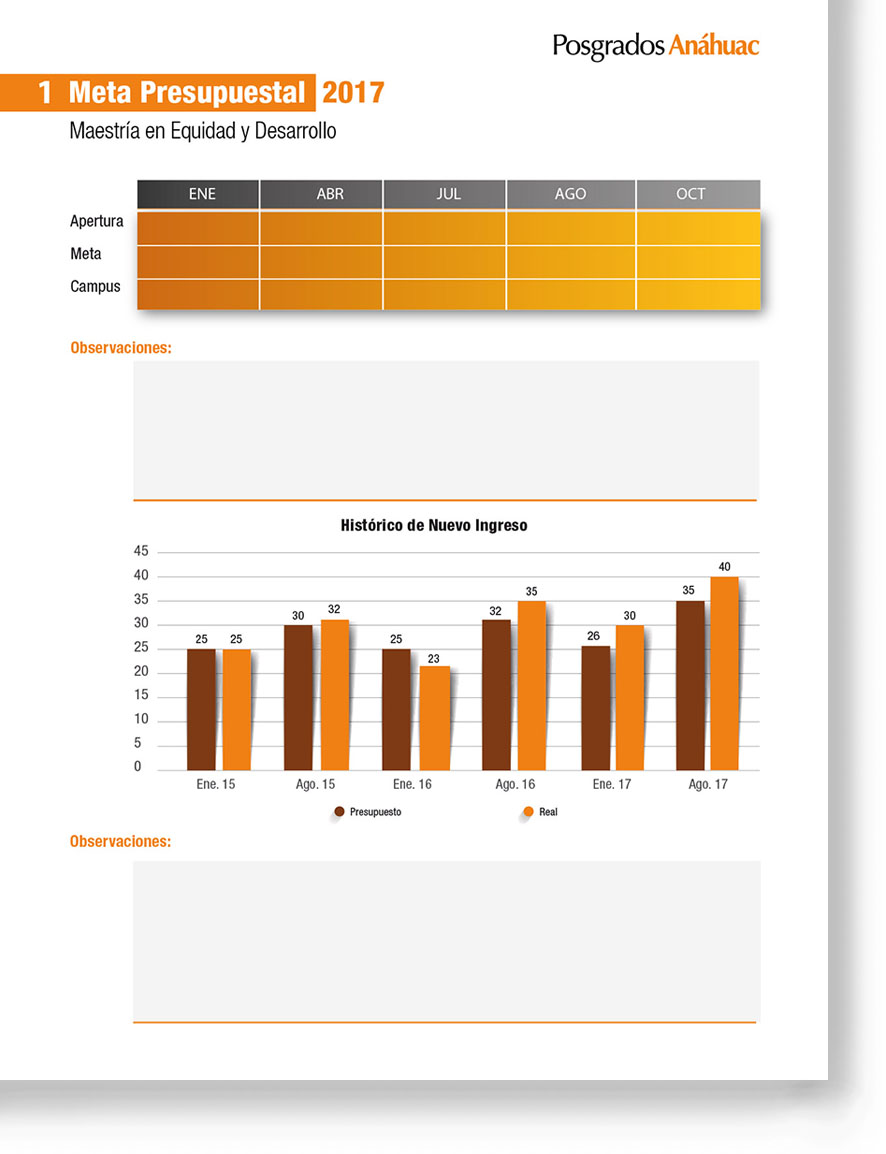 Posgrados Anáhuac
1 Meta Presupuestal 2017
Maestría en Equidad y Desarrollo
ENE ABR JUL AGO OCT
Apertura
Meta
Campus
Observaciones:
Histórico de Nuevo Ingreso
45
40
35
30
25
20
15
10
5
0
25 25 30 32 25 23 32 35 26 30 35 40
Ene. 15 Ago. 15 Ene. 16 Ago. 16 Ene. 17 Ago. 17
Presupuesto Real
Observaciones: